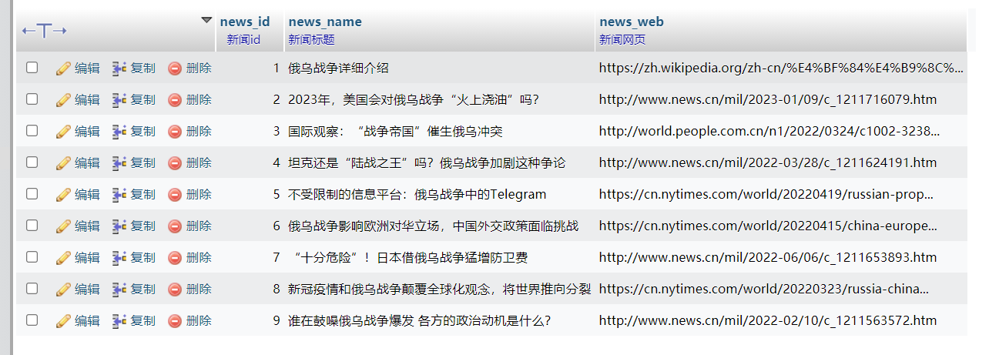 ←T→ news_id news_name news_web
新闻id 新闻标题 新闻网页
编辑 复制 删除 1 俄乌战争详细介绍 https://zh.wikipedia.org/zh-cn/%E4%BF%84%E4%B9%8C%...
编辑 复制 删除 2 2023年，美国会对俄乌战争“火上浇油”吗？ http://www.news.cn/mil/2023-01/09/c_1211716079.htm
编辑 复制 删除 3 国际观察：“战争帝国”催生俄乌冲突 http://world.people.com.cn/n1/2022/0324/c1002-3238...
编辑 复制 删除 4 坦克还是“陆战之王”吗？俄乌战争加剧这种争论 http://www.news.cn/mil/2022-03/28/c_1211624191.htm
编辑 复制 删除 5 不受限制的信息平台：俄乌战争中的Telegram https://cn.nytimes.com/world/20220419/russian-prop...
编辑 复制 删除 6 俄乌战争影响欧洲对华立场，中国外交政策面临挑战 https://cn.nytimes.com/world/20220415/china-europe...
编辑 复制 删除 7 “十分危险”！日本借俄乌战争猛增防卫费 http://www.news.cn/mil/2022-06/06/c_1211653893.htm
编辑 复制 删除 8 新冠疫情和俄乌战争颠覆全球化观念，将世界推向分裂 https://cn.nytimes.com/world/20220323/russia-china...
编辑 复制 删除 9 谁在鼓噪俄乌战争爆发 各方的政治动机是什么？ http://www.news.cn/mil/2022-02/10/c_1211563572.htm